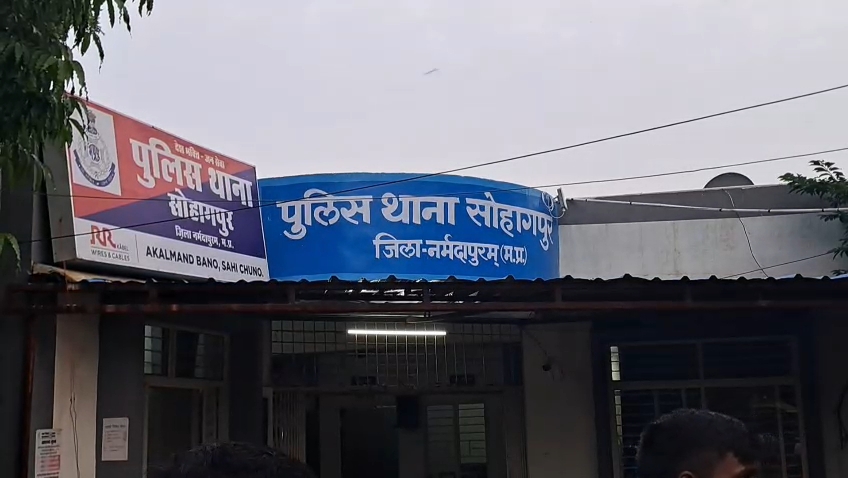 देश भक्ति - जन सेवा
पुलिस थाना
सोहागपुर
जिला नर्मदापुरम, म.प्र.
RR KABEL
WIRES & CABLES
AKALMAND BANO, SAHI CHUNO.
पुलिस थाना सोहागपुर
जिला-नर्मदापुरम् (म.प्र.)